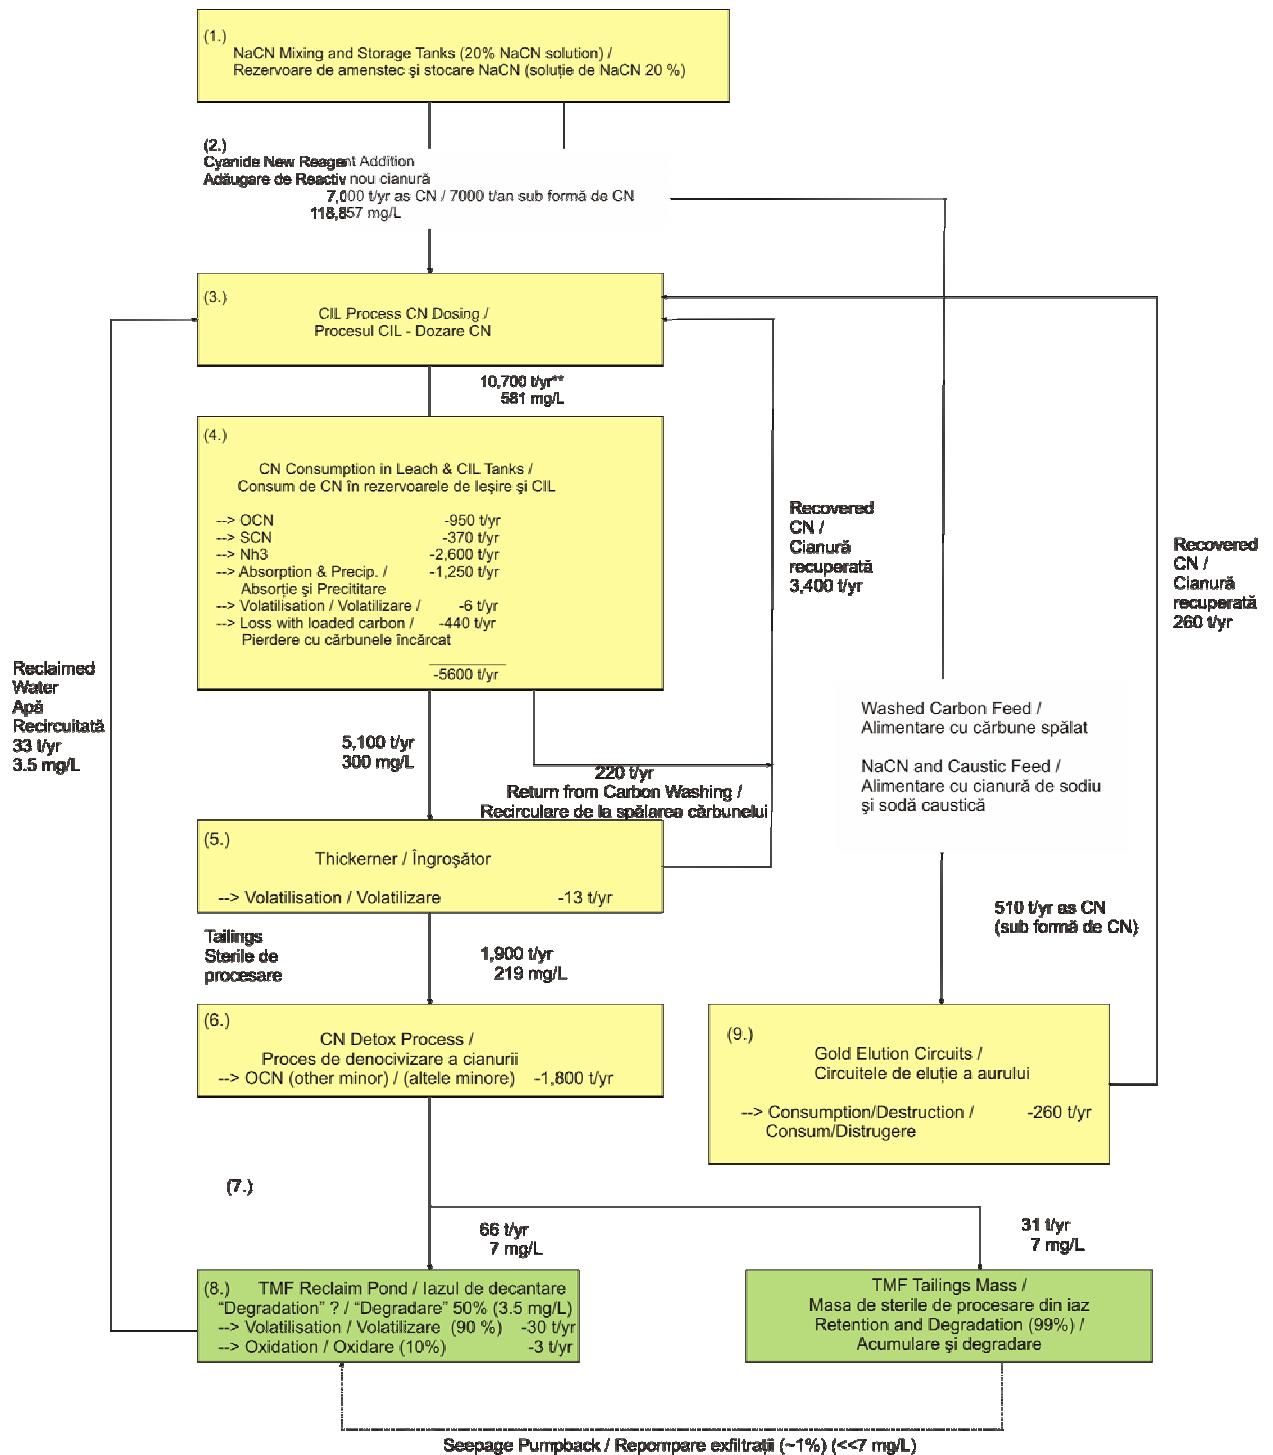 (1.)
NaCN Mixing and Storage Tanks (20% NaCN solution) /
Rezervoare de amenstec şi stocare NaCN (soluţie de NaCN 20 %)
(2.)
Cyanide New Reagent Addition
Adăugare de Reactiv nou cianură
7,000 t/yr as CN / 7000 t/an sub formă de CN
118,857 mg/L
(3.)
CIL Process CN Dosing /
Procesul CIL - Dozare CN
10,700 t/yr**
581 mg/L
(4.)
CN Consumption in Leach & CIL Tanks /
Consum de CN în rezervoarele de leşire şi CIL
--> OCN -950 t/yr
--> SCN -370 t/yr
--> Nh3 -2,600 t/yr
--> Absorption & Precip. / -1,250 t/yr
Absorţie şi Precititare
--> Volatilisation / Volatilizare / -6 t/yr
--> Loss with loaded carbon / -440 t/yr
Pierdere cu cărbunele încărcat
-5600 t/yr
Recovered
CN /
Cianură
recuperată
3,400 t/yr
Recovered
CN /
Cianură
recuperată
260 t/yr
Reclaimed
Water
Apă
Recircuitată
33 t/yr
3.5 mg/L
5,100 t/yr
300 mg/L
220 t/yr
Return from Carbon Washing /
Recirculare de la spălarea cărbunelui
Washed Carbon Feed /
Alimentare cu cărbune spălat
NaCN and Caustic Feed /
Alimentare cu cianură de sodiu
şi sodă caustică
(5.)
Thickerner / Îngroşător
--> Volatilisation / Volatilizare -13 t/yr
510 t/yr as CN
(sub formă de CN)
Tailings
Sterile de
procesare
1,900 t/yr
219 mg/L
(6.)
CN Detox Process /
Proces de denocivizare a cianurii
--> OCN (other minor) / (altele minore) -1,800 t/yr
(9.)
Gold Elution Circuits /
Circuitele de eluţie a aurului
--> Consumption/Destruction / -260 t/yr
Consum/Distrugere
(7.)
66 t/yr
7 mg/L
31 t/yr
7 mg/L
(8.) TMF Reclaim Pond / Iazul de decantare
“Degradation” ? / “Degradare” 50% (3.5 mg/L)
--> Volatilisation / Volatilizare (90 %) -30 t/yr
--> Oxidation / Oxidare (10%) -3 t/yr
TMF Tailings Mass /
Masa de sterile de procesare din iaz
Retention and Degradation (99%) /
Acumulare şi degradare
Seepage Pumpback / Repompare exfiltraţii (~1%) (<<7 mg/L)